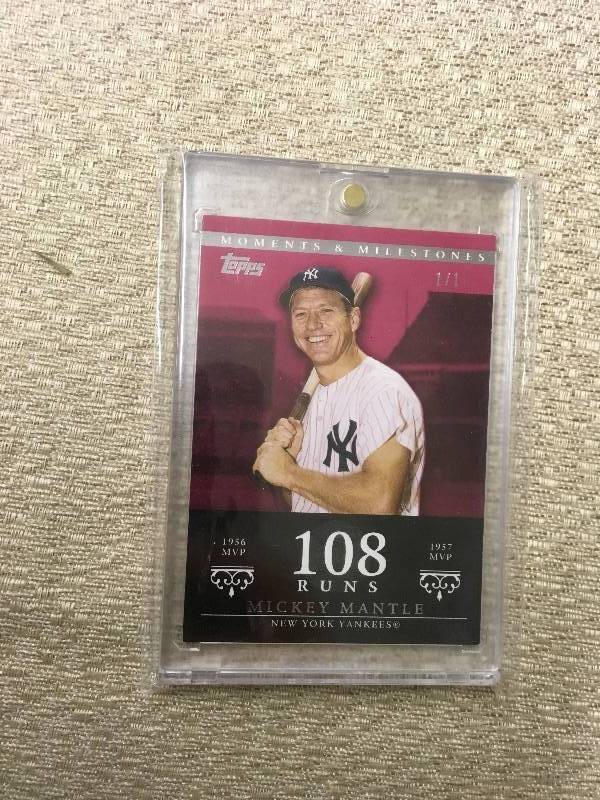 MOMENTS & MILESTONES
Topps
1/1
NY
NY
1956
MVP
108
RUNS
1957
MVP
MICKEY MANTLE
NEW YORK YANKEES®